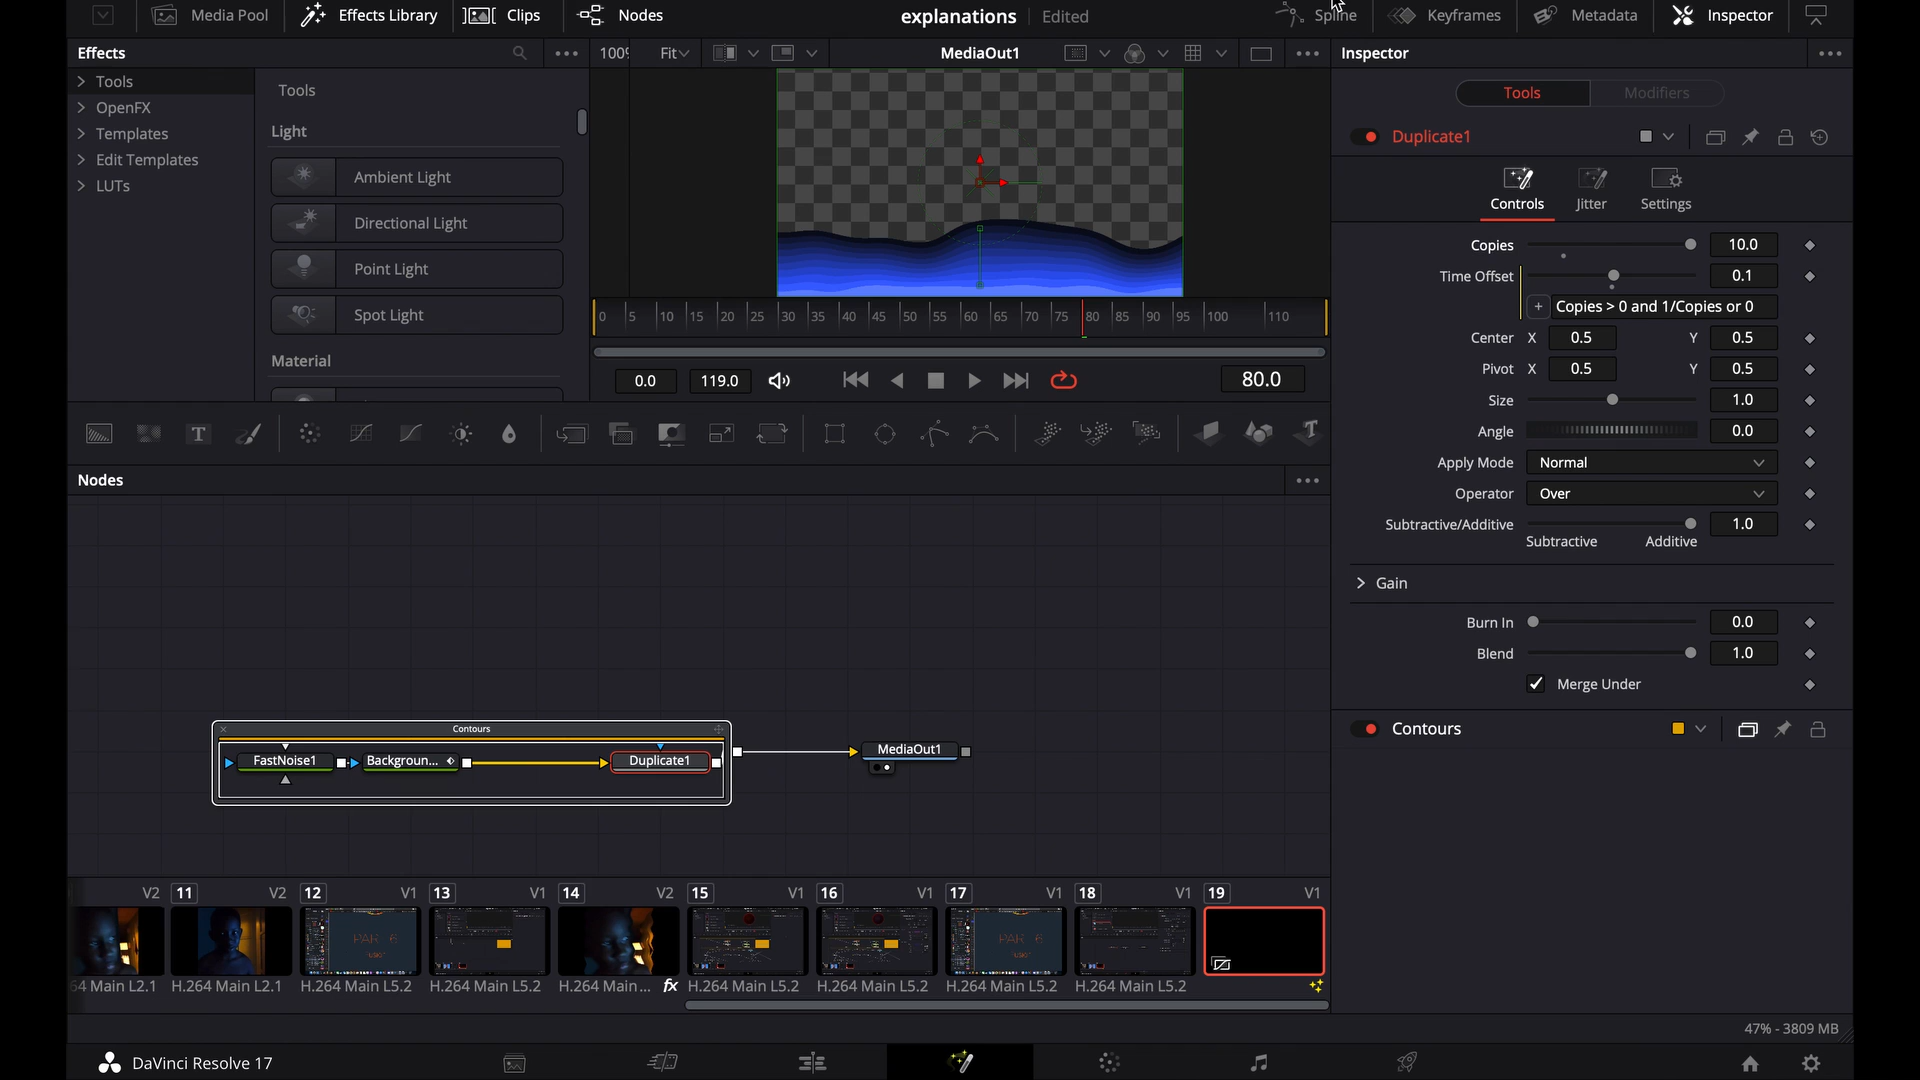 Media Pool Effects Library Clips Nodes explanations Edited Spline Keyframes Metadata Inspector
Effects 100% Fit MediaOut1 Inspector
Tools
OpenFX
Templates
Edit Templates
LUTs
Tools
Light
Ambient Light
Directional Light
Point Light
Spot Light
Material
0 5 10 15 20 25 30 35 40 45 50 55 60 65 70 75 80 85 90 95 100 110
0.0 119.0 80.0
Tools Modifiers
Duplicate1
Controls Jitter Settings
Copies 10.0
Time Offset 0.1
+ Copies > 0 and 1/Copies or 0
Center X 0.5 Y 0.5
Pivot X 0.5 Y 0.5
Size 1.0
Angle 0.0
Apply Mode Normal
Operator Over
Subtractive/Additive 1.0
Subtractive Additive
Gain
Burn In 0.0
Blend 1.0
Merge Under
Contours
T T
Nodes
Contours
FastNoise1 Backgroun... Duplicate1 MediaOut1
V2 11 V2 12 V1 13 V1 14 V2 15 V1 16 V1 17 V1 18 V1 19 V1
64 Main L2.1 H.264 Main L2.1 H.264 Main L5.2 H.264 Main L5.2 H.264 Main... fx H.264 Main L5.2 H.264 Main L5.2 H.264 Main L5.2 H.264 Main L5.2
47% - 3809 MB
DaVinci Resolve 17